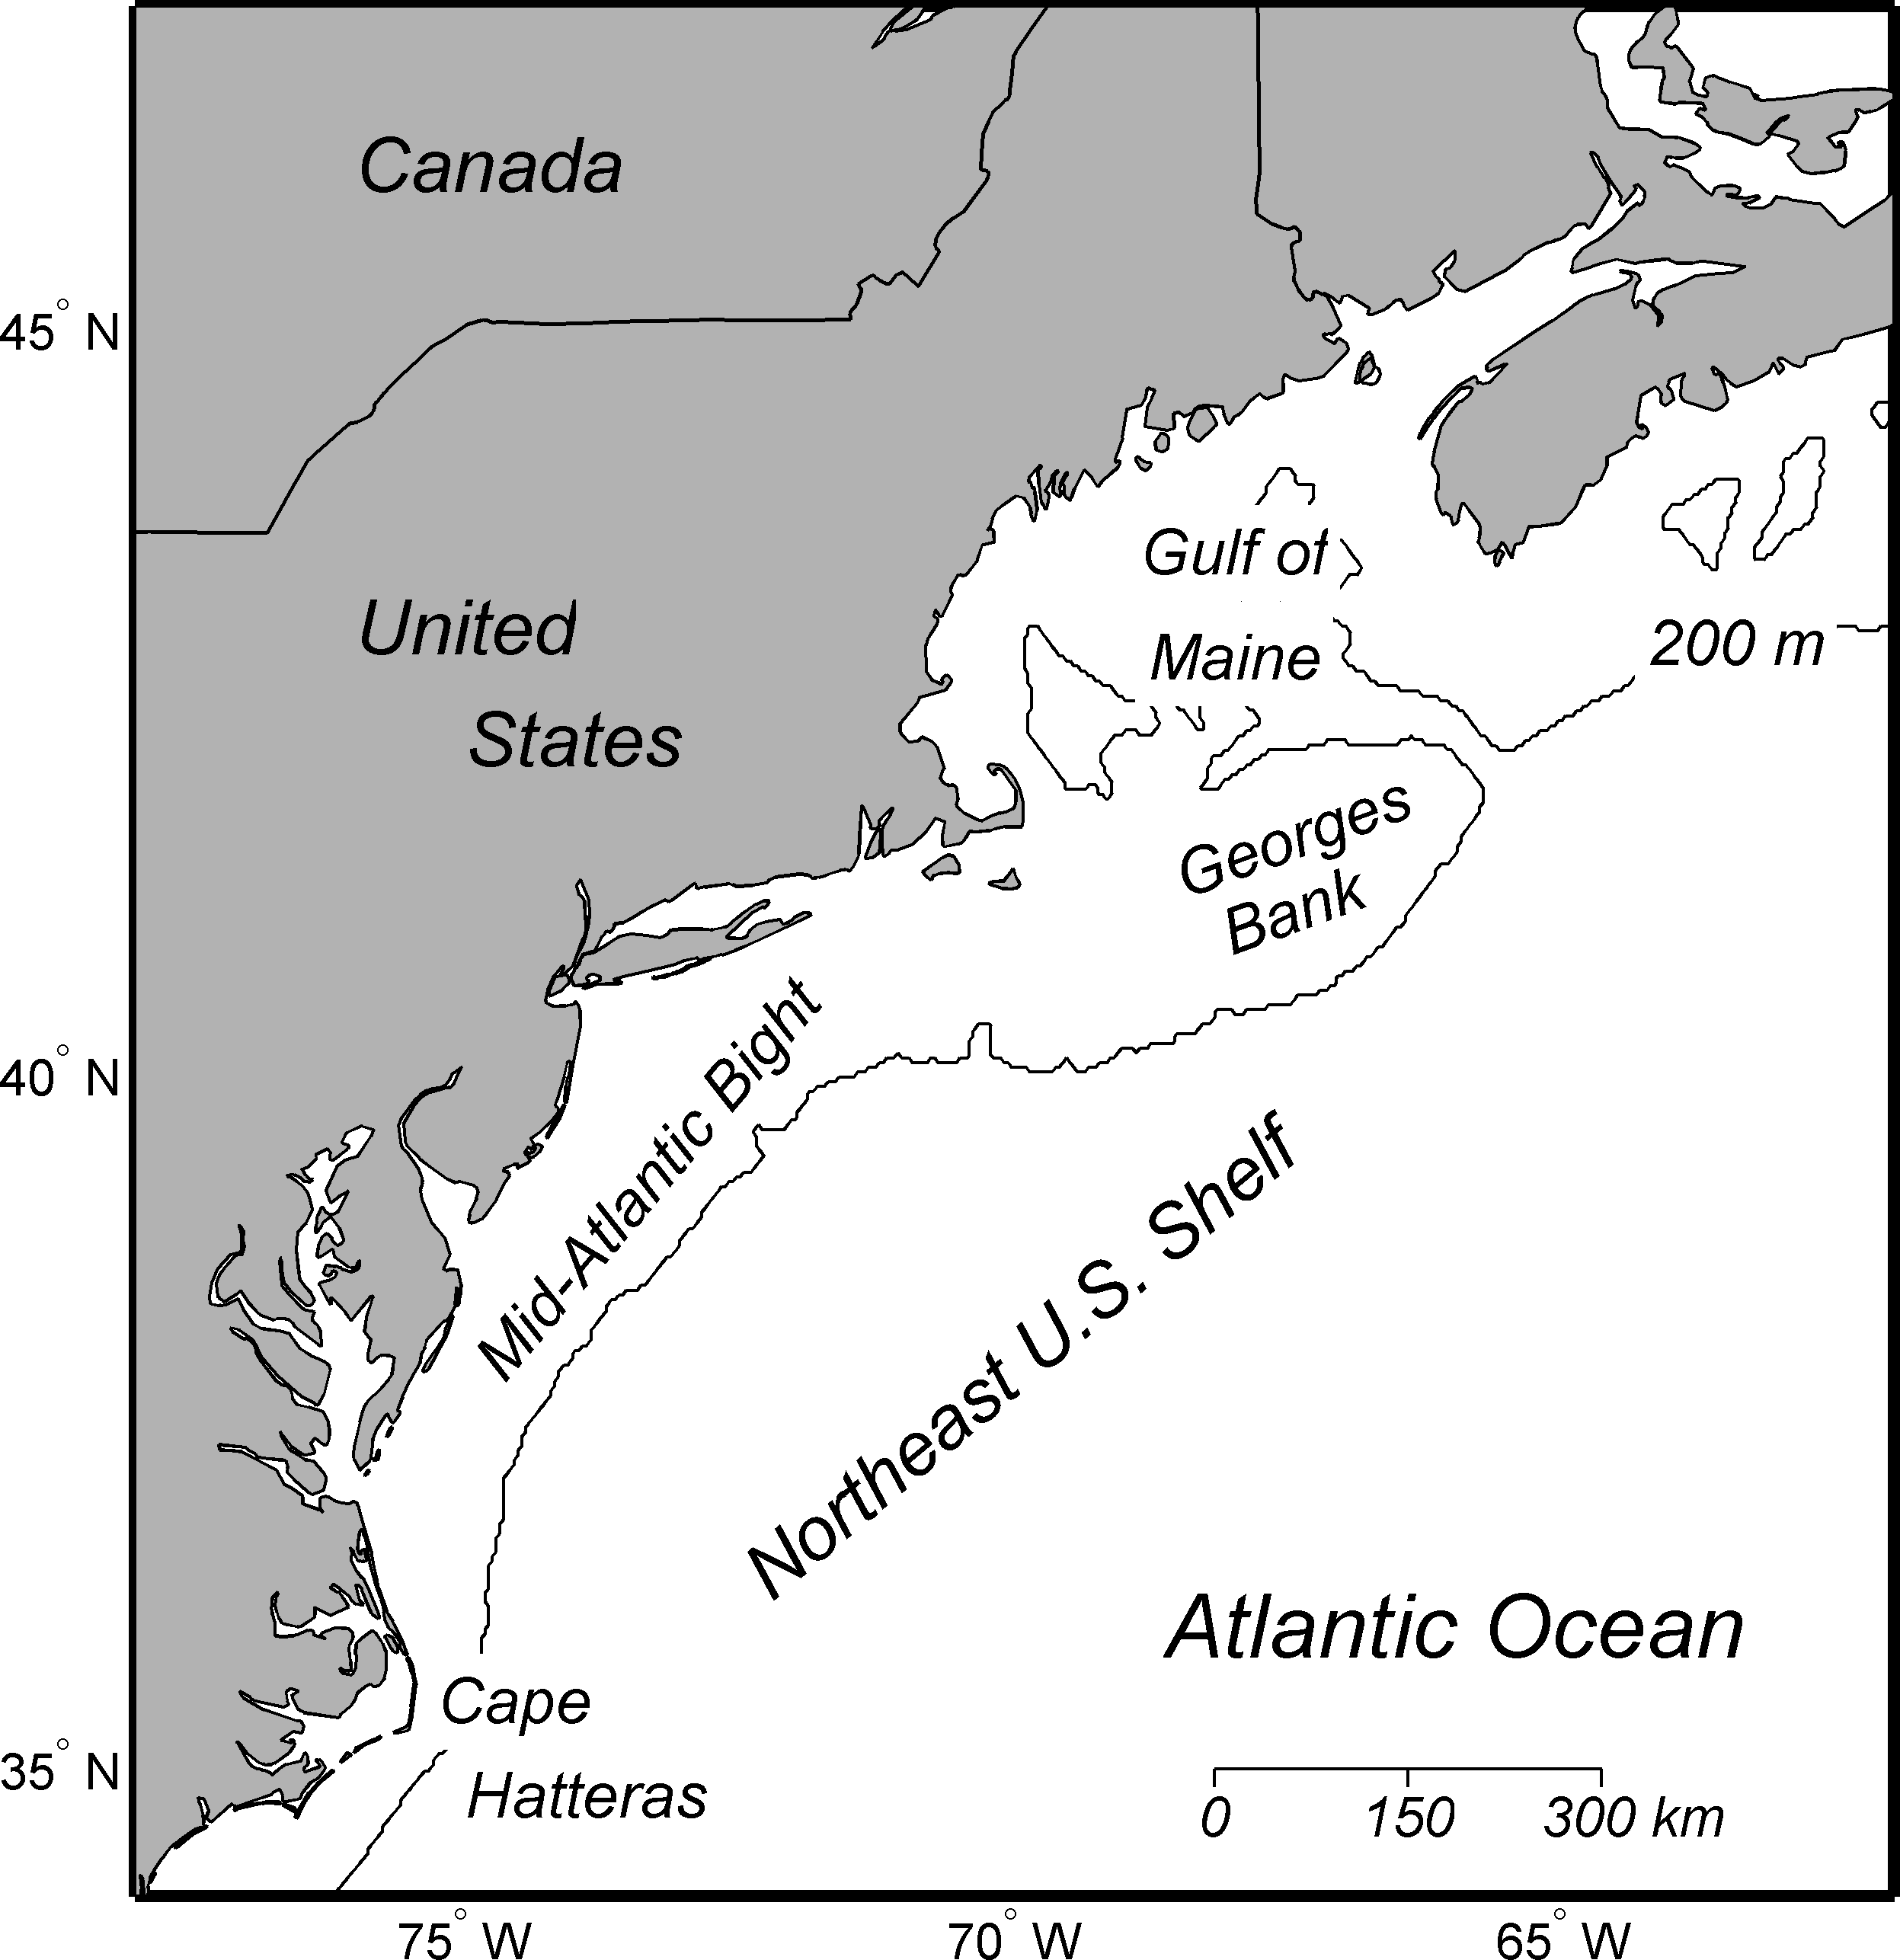 Canada
45° N
Gulf of
United
200 m
Maine
States
Georges
Bank
40° N
Mid-Atlantic Bight
Northeast U.S. Shelf
Atlantic Ocean
Cape
35° N
Hatteras
0 150 300 km
75° W 70° W 65° W